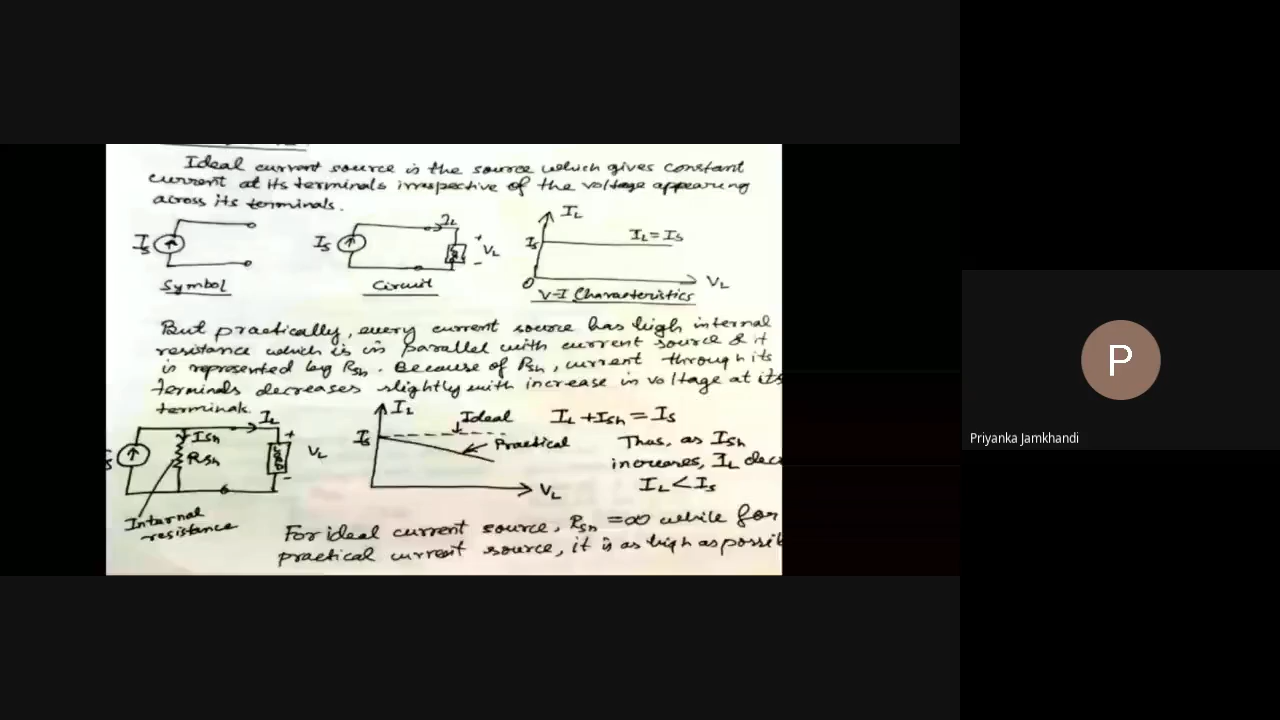 Ideal current source is the source which gives constant
current at its terminals irrespective of the voltage appearing
across its terminals.
Is
Symbol
Is
IL
+
VL
-
Circuit
IL
Is
IL = Is
O
VL
V-I Characteristics
But practically, every current source has high internal
resistance which is in parallel with current source & it
is represented by Rsh. Because of Rsh, current through its
terminals decreases slightly with increase in voltage at its
terminals.
IL
Ish
Rsh
+
VL
-
Internal
resistance
IL
Is
Ideal
Practical
VL
IL + Ish = Is
Thus, as Ish
increases, IL decr
IL < Is
For ideal current source, Rsh = ∞ while for
practical current source, it is as high as possib
P
Priyanka Jamkhandi